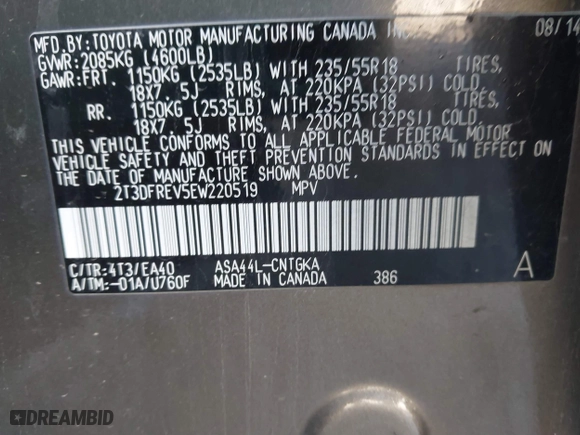 MFD.BY:TOYOTA MOTOR MANUFACTURING CANADA INC. 08/14
GVWR:2085KG (4600LB)
GAWR:FRT. 1150KG (2535LB) WITH 235/55R18 TIRES,
18X7.5J RIMS, AT 220KPA (32PSI) COLD.
RR. 1150KG (2535LB) WITH 235/55R18 TIRES,
18X7.5J RIMS, AT 220KPA (32PSI) COLD.
THIS VEHICLE CONFORMS TO ALL APPLICABLE FEDERAL MOTOR
VEHICLE SAFETY AND THEFT PREVENTION STANDARDS IN EFFECT ON
THE DATE OF MANUFACTURE SHOWN ABOVE.
2T3DFREV5EW220519 MPV
C/TR:4T3/EA40 ASA44L-CNTGKA
A/TM:-01A/U760F MADE IN CANADA 386 A
DREAMBID